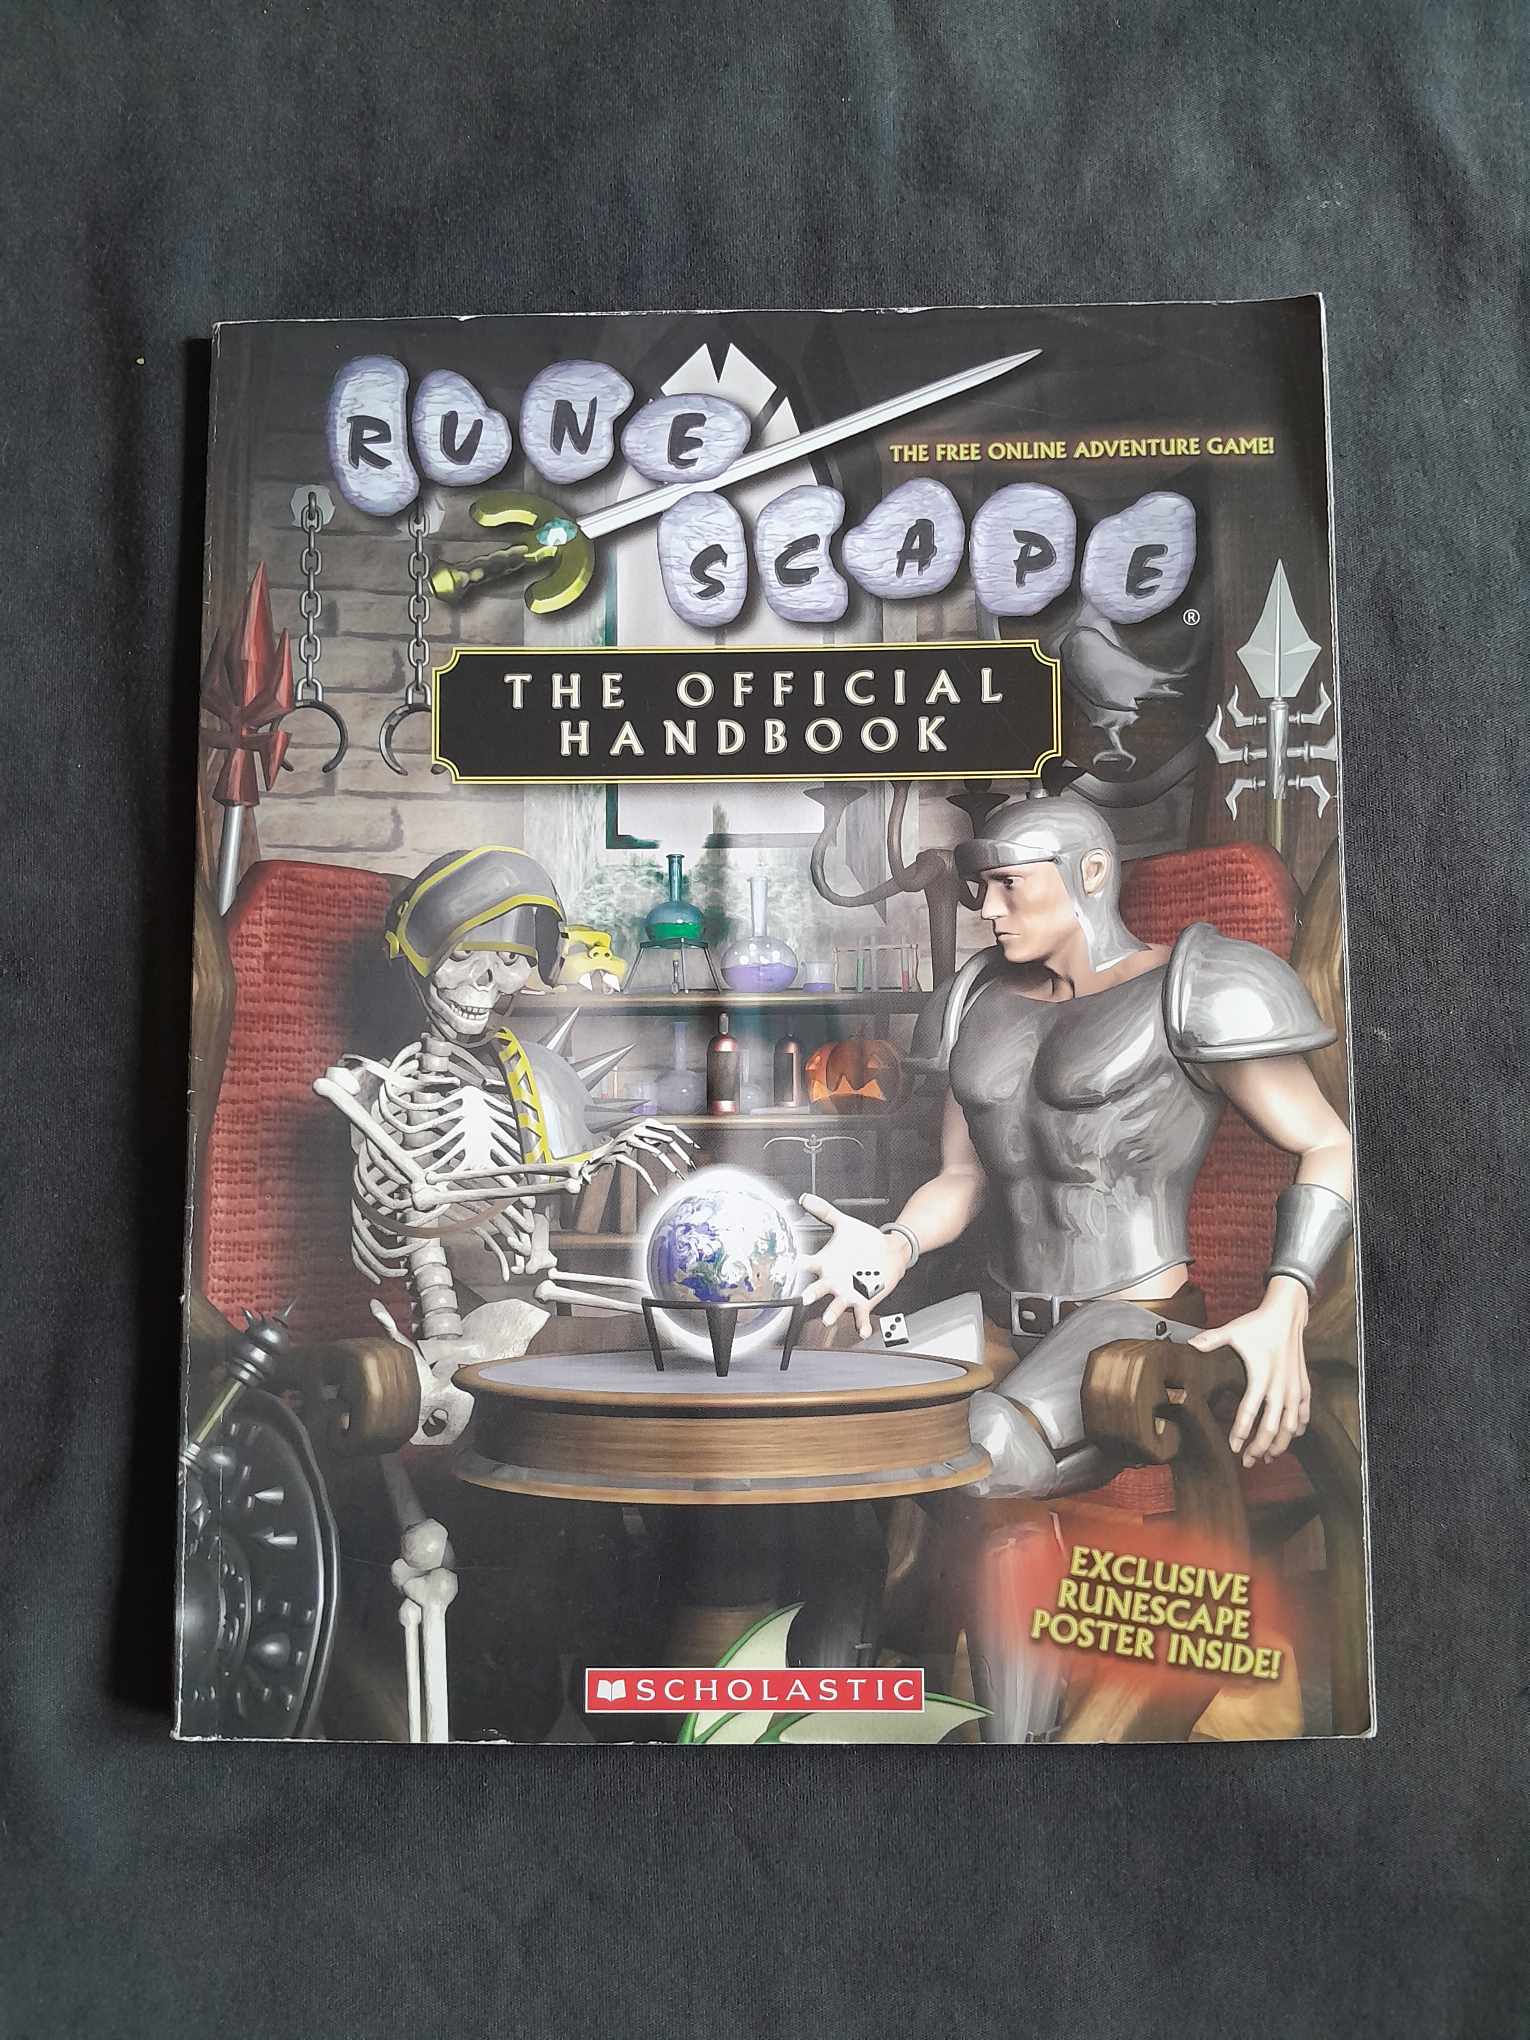 RUNE
SCAPE®
THE FREE ONLINE ADVENTURE GAME!
THE OFFICIAL
HANDBOOK
EXCLUSIVE
RUNESCAPE
POSTER INSIDE!
SCHOLASTIC